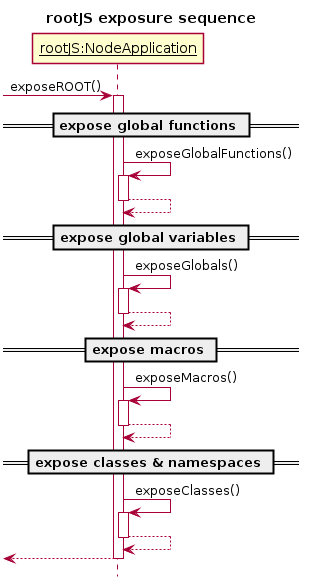 rootJS exposure sequence
rootJS:NodeApplication
exposeROOT()
expose global functions
exposeGlobalFunctions()
expose global variables
exposeGlobals()
expose macros
exposeMacros()
expose classes & namespaces
exposeClasses()